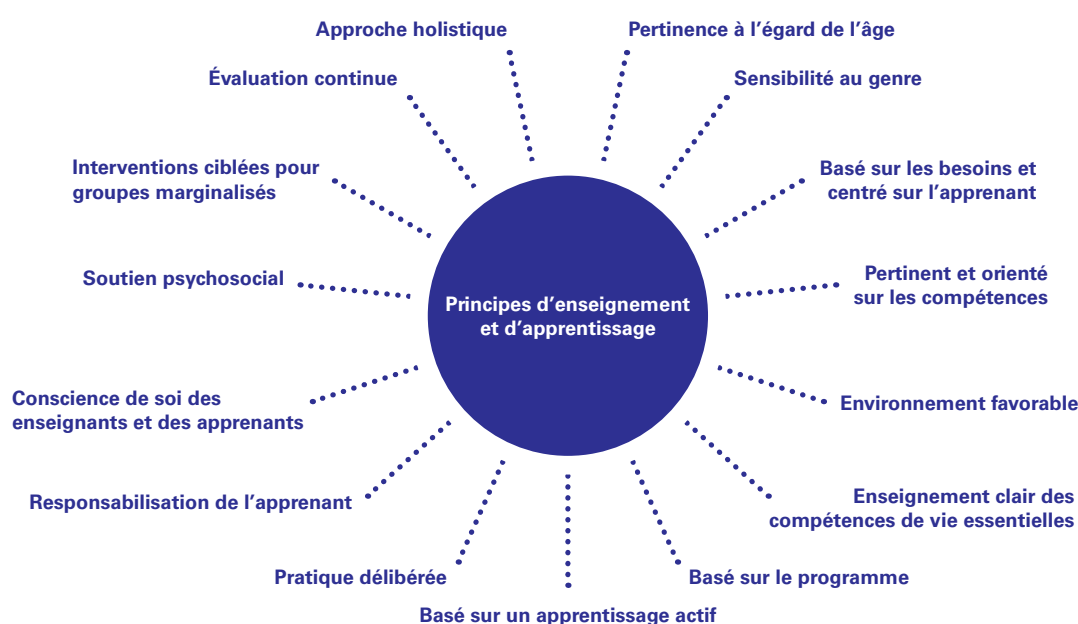 Approche holistique
Pertinence à l'égard de l'âge
Évaluation continue
Sensibilité au genre
Interventions ciblées pour
groupes marginalisés
Basé sur les besoins et
centré sur l'apprenant
Soutien psychosocial
Pertinent et orienté
sur les compétences
Principes d'enseignement
et d'apprentissage
Conscience de soi des
enseignants et des apprenants
Environnement favorable
Responsabilisation de l'apprenant
Enseignement clair des
compétences de vie essentielles
Pratique délibérée
Basé sur le programme
Basé sur un apprentissage actif